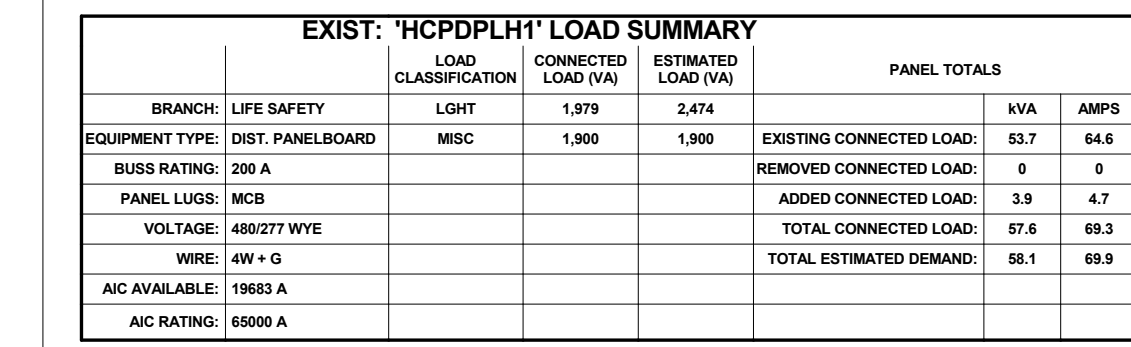 EXIST: 'HCPDPLH1' LOAD SUMMARY
LOAD CLASSIFICATION CONNECTED LOAD (VA) ESTIMATED LOAD (VA) PANEL TOTALS
BRANCH: LIFE SAFETY LGHT 1,979 2,474 kVA AMPS
EQUIPMENT TYPE: DIST. PANELBOARD MISC 1,900 1,900 EXISTING CONNECTED LOAD: 53.7 64.6
BUSS RATING: 200 A REMOVED CONNECTED LOAD: 0 0
PANEL LUGS: MCB ADDED CONNECTED LOAD: 3.9 4.7
VOLTAGE: 480/277 WYE TOTAL CONNECTED LOAD: 57.6 69.3
WIRE: 4W + G TOTAL ESTIMATED DEMAND: 58.1 69.9
AIC AVAILABLE: 19683 A
AIC RATING: 65000 A